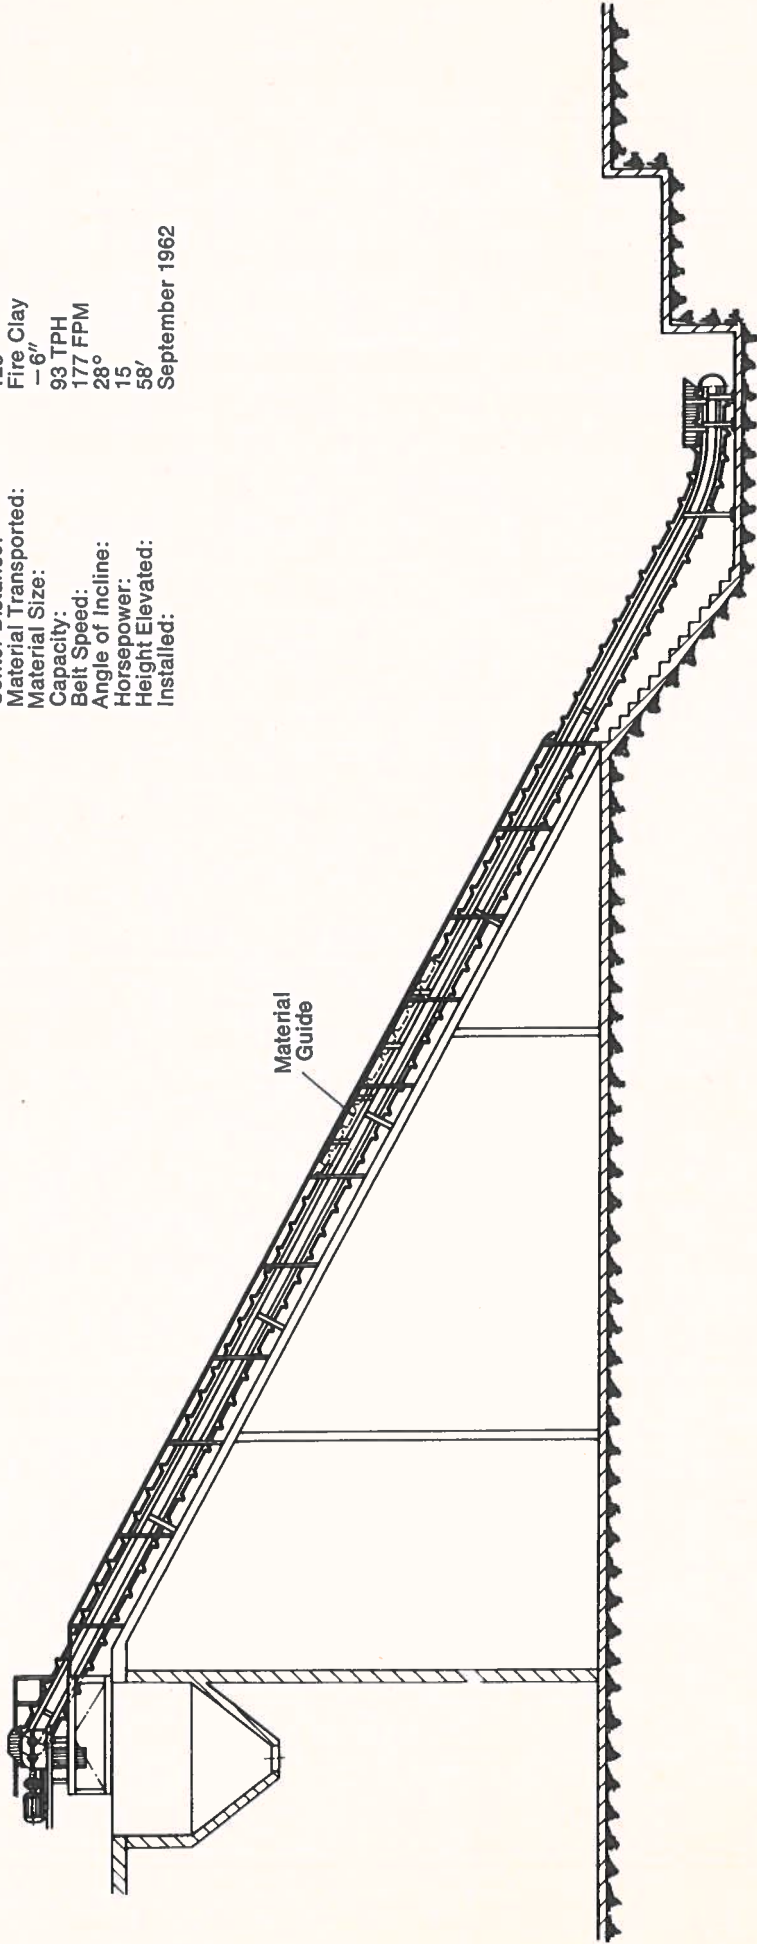 Material Transported: Fire Clay
Material Size: – 6″
Capacity: 93 TPH
Belt Speed: 177 FPM
Angle of Incline: 28°
Horsepower: 15
Height Elevated: 58′
Installed: September 1962
Material
Guide